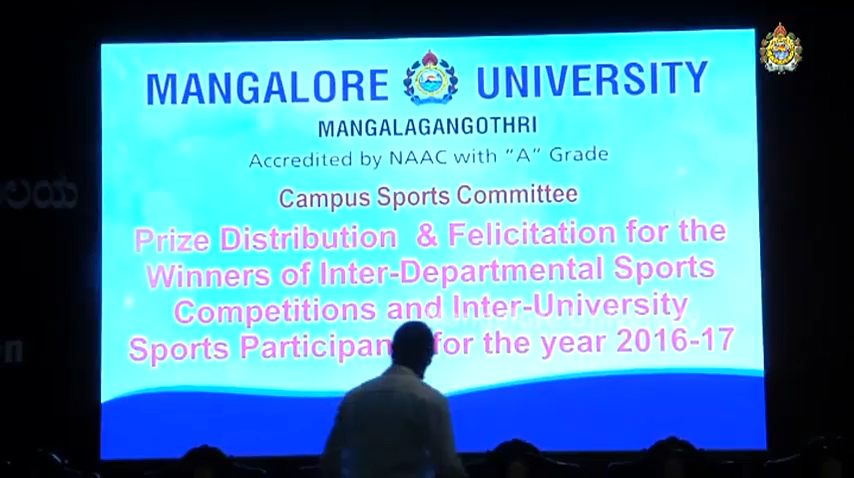 MANGALORE UNIVERSITY
MANGALAGANGOTHRI
Accredited by NAAC with "A" Grade
Campus Sports Committee
Prize Distribution & Felicitation for the
Winners of Inter-Departmental Sports
Competitions and Inter-University
Sports Participan for the year 2016-17